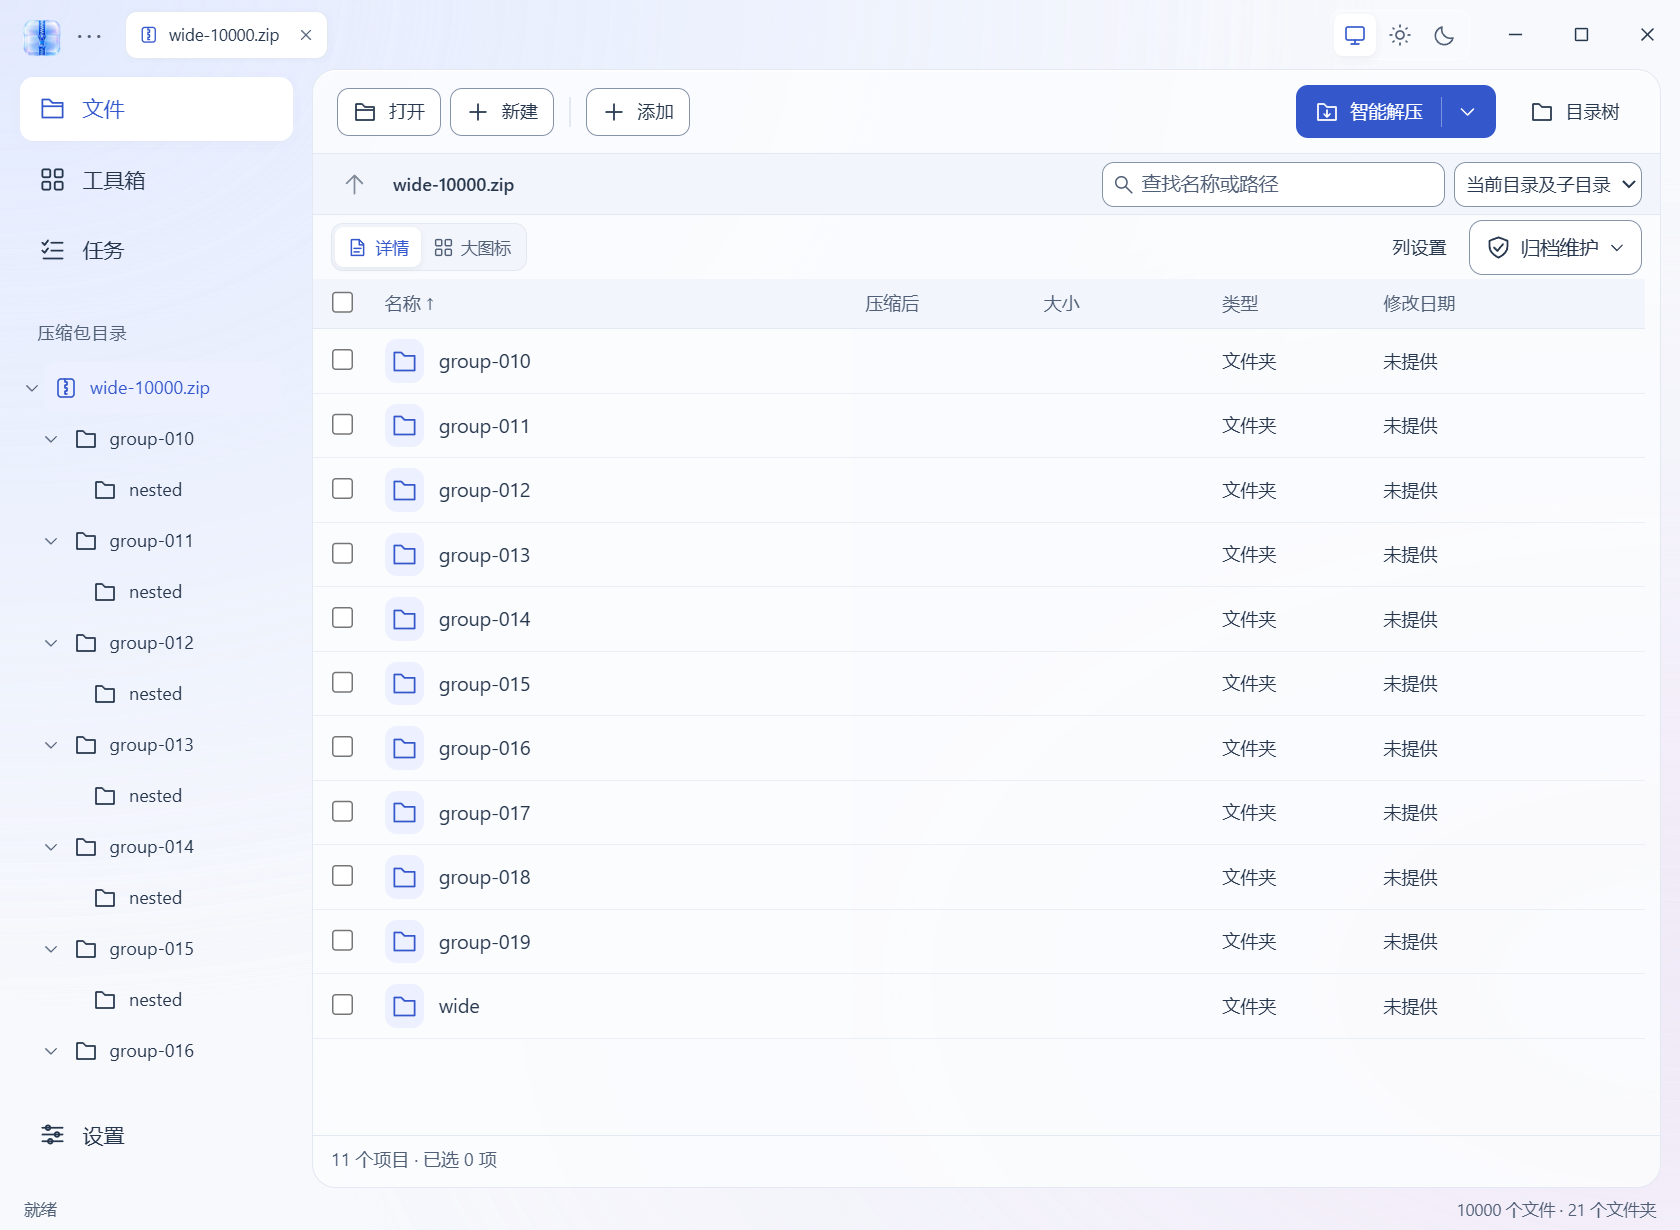 wide-10000.zip
文件
工具箱
任务
压缩包目录
wide-10000.zip
group-010
nested
group-011
nested
group-012
nested
group-013
nested
group-014
nested
group-015
nested
group-016
设置
就绪
打开
新建
添加
智能解压
目录树
wide-10000.zip
查找名称或路径
当前目录及子目录
详情
大图标
列设置
归档维护
名称 ↑ 压缩后 大小 类型 修改日期
group-010 文件夹 未提供
group-011 文件夹 未提供
group-012 文件夹 未提供
group-013 文件夹 未提供
group-014 文件夹 未提供
group-015 文件夹 未提供
group-016 文件夹 未提供
group-017 文件夹 未提供
group-018 文件夹 未提供
group-019 文件夹 未提供
wide 文件夹 未提供
11 个项目 · 已选 0 项
10000 个文件 · 21 个文件夹